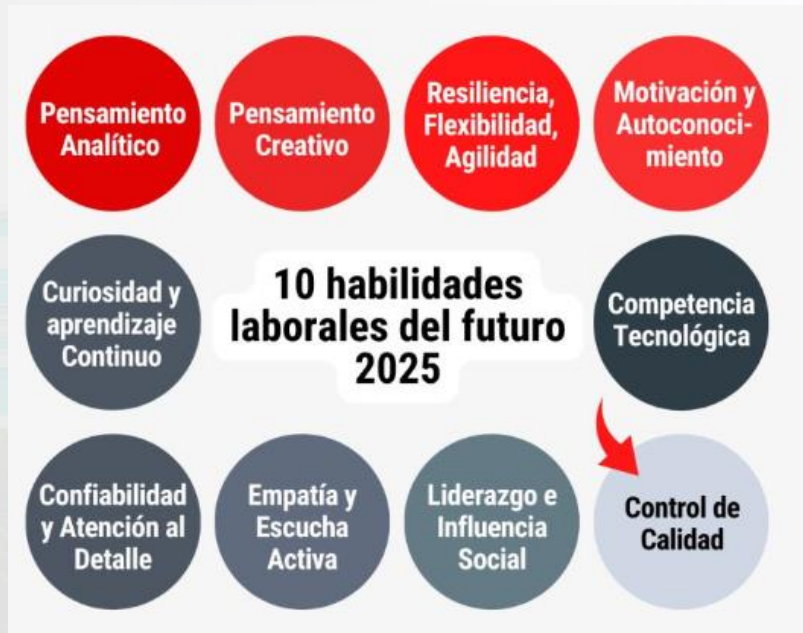 Pensamiento
Analítico
Pensamiento
Creativo
Resiliencia,
Flexibilidad,
Agilidad
Motivación y
Autoconoci-
miento
Curiosidad y
aprendizaje
Continuo
10 habilidades
laborales del futuro
2025
Competencia
Tecnológica
Confiabilidad
y Atención al
Detalle
Empatía y
Escucha
Activa
Liderazgo e
Influencia
Social
Control de
Calidad